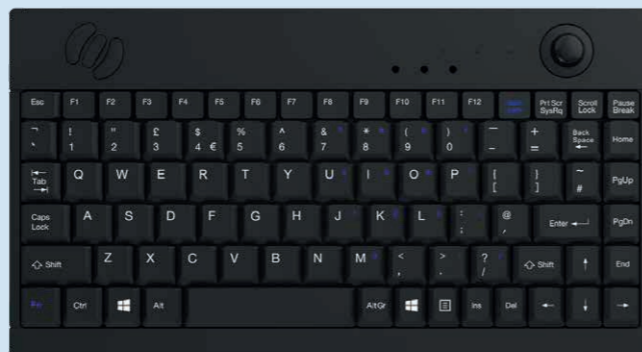 Esc F1 F2 F3 F4 F5 F6 F7 F8 F9 F10 F11 F12 Prt Scr SysRq Scroll Lock Pause Break
¬ ` ! 1 " 2 £ 3 $ 4 € % 5 ^ 6 & 7 * 8 ( 9 ) 0 _ - + = Back Space Home
Tab Q W E R T Y U I O P { [ } ] ~ # PgUp
Caps Lock A S D F G H J K L : ; @ ' Enter PgDn
Shift Z X C V B N M < , > . ? / Shift End
Fn Ctrl Alt AltGr Ins Del